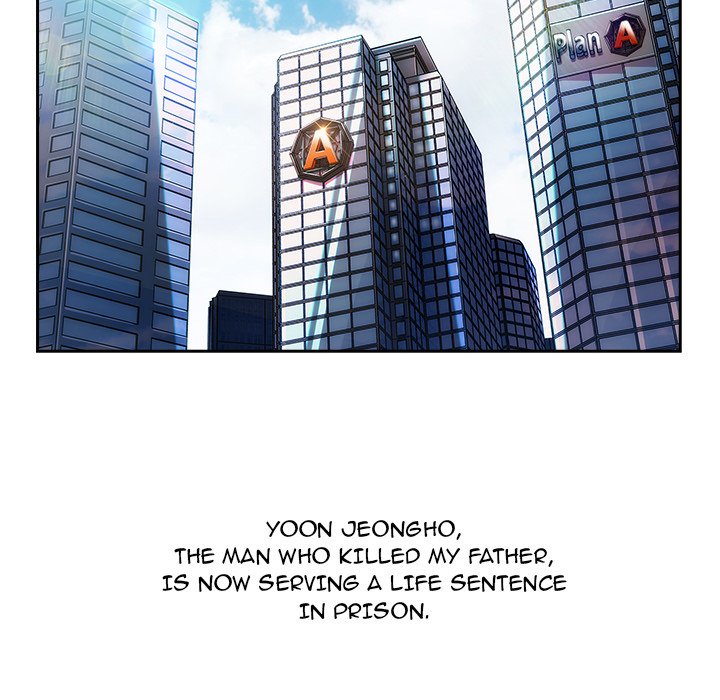 Plan A
A
YOON JEONGHO,
THE MAN WHO KILLED MY FATHER,
IS NOW SERVING A LIFE SENTENCE
IN PRISON.